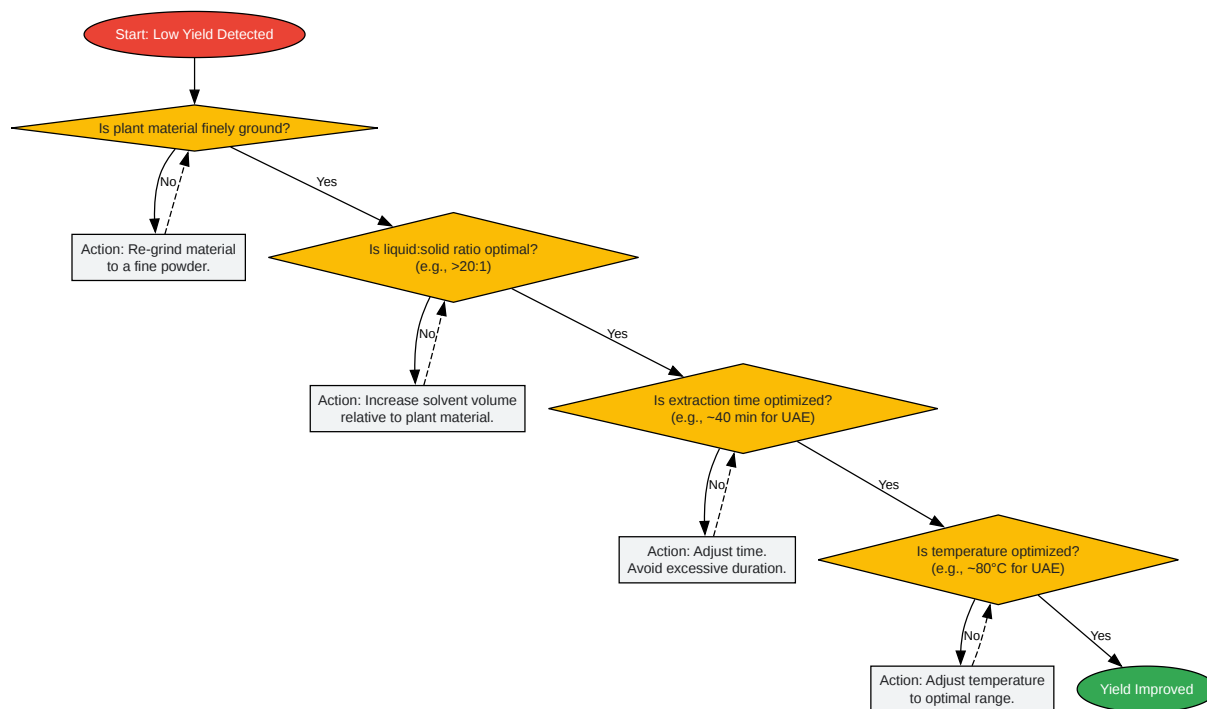 Start: Low Yield Detected
Is plant material finely ground?
No
Yes
Action: Re-grind material
to a fine powder.
Is liquid:solid ratio optimal?
(e.g., >20:1)
No
Yes
Action: Increase solvent volume
relative to plant material.
Is extraction time optimized?
(e.g., ~40 min for UAE)
No
Yes
Action: Adjust time.
Avoid excessive duration.
Is temperature optimized?
(e.g., ~80°C for UAE)
No
Yes
Action: Adjust temperature
to optimal range.
Yield Improved